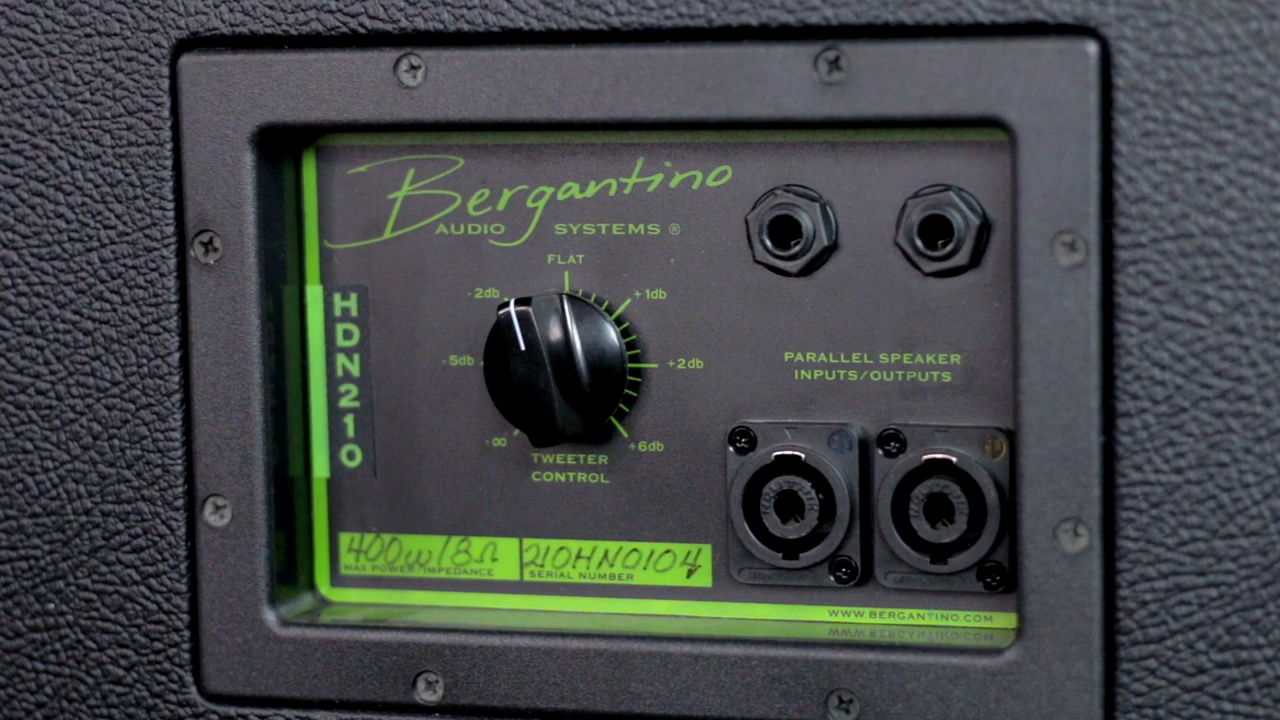 Bergantino
AUDIO SYSTEMS ®
FLAT
-2db
+1db
-5db
+2db
-∞
+6db
TWEETER
CONTROL
HDN210
PARALLEL SPEAKER
INPUTS/OUTPUTS
400w/8Ω
MAX POWER/IMPEDANCE
210HN0104
SERIAL NUMBER
WWW.BERGANTINO.COM